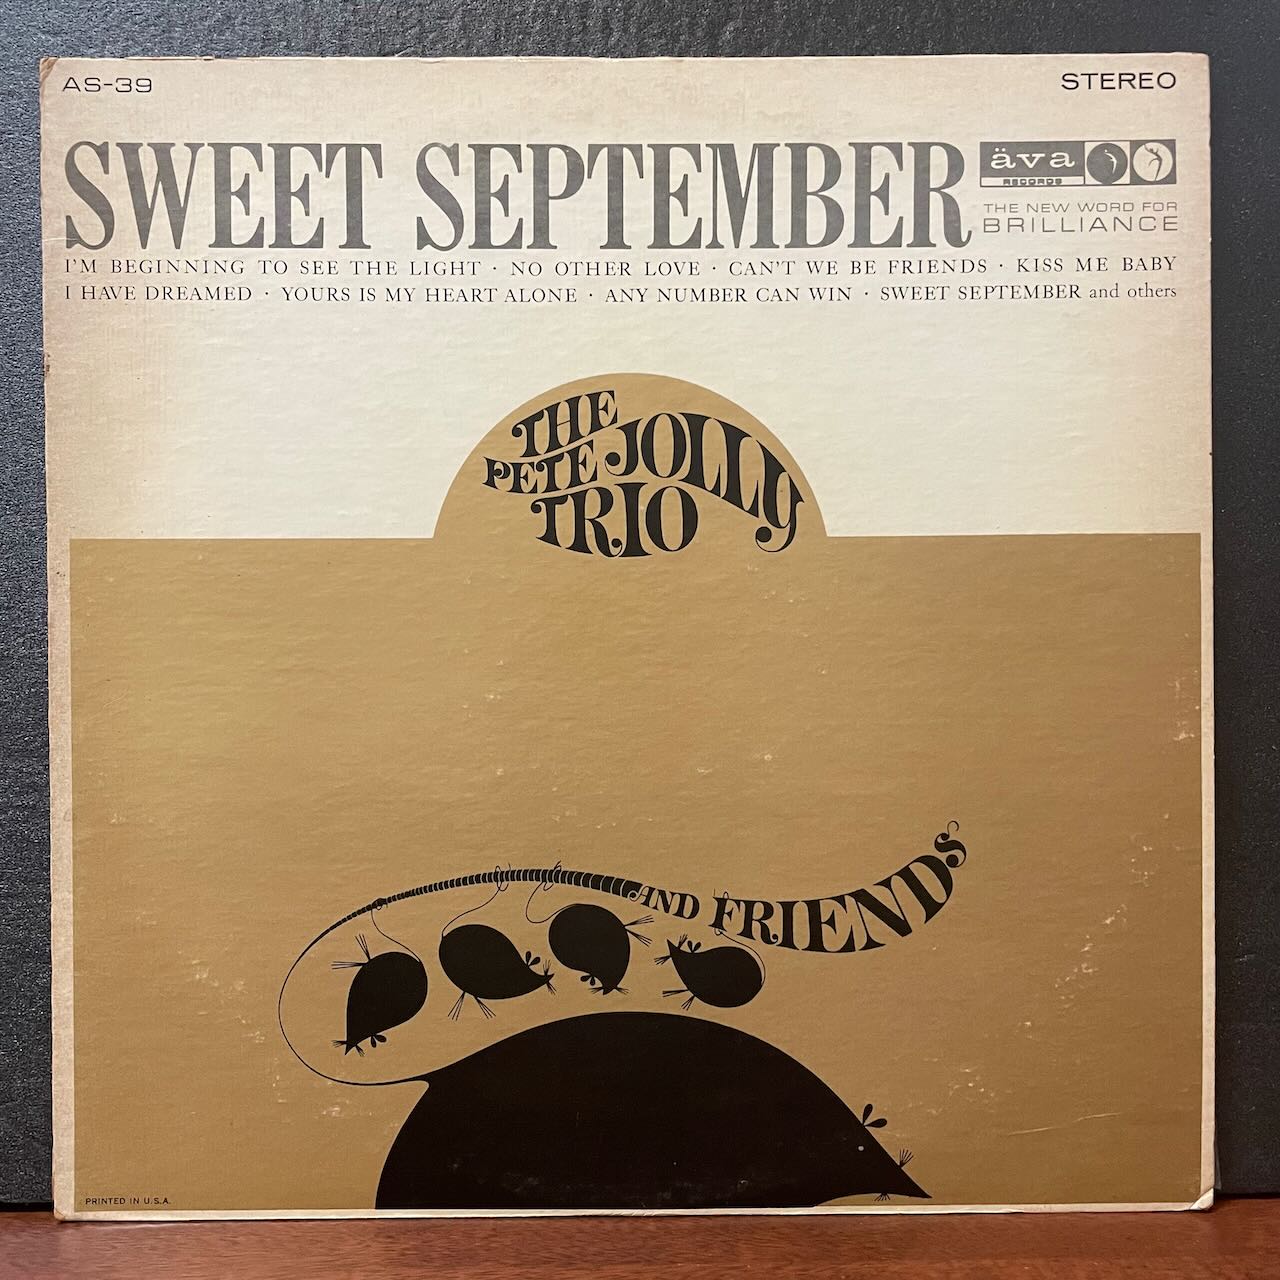 AS-39
STEREO
SWEET SEPTEMBER
äva
RECORDS
THE NEW WORD FOR
BRILLIANCE
I'M BEGINNING TO SEE THE LIGHT · NO OTHER LOVE · CAN'T WE BE FRIENDS · KISS ME BABY
I HAVE DREAMED · YOURS IS MY HEART ALONE · ANY NUMBER CAN WIN · SWEET SEPTEMBER and others
THE
PETE JOLLY
TRIO
AND FRIENDS
PRINTED IN U.S.A.